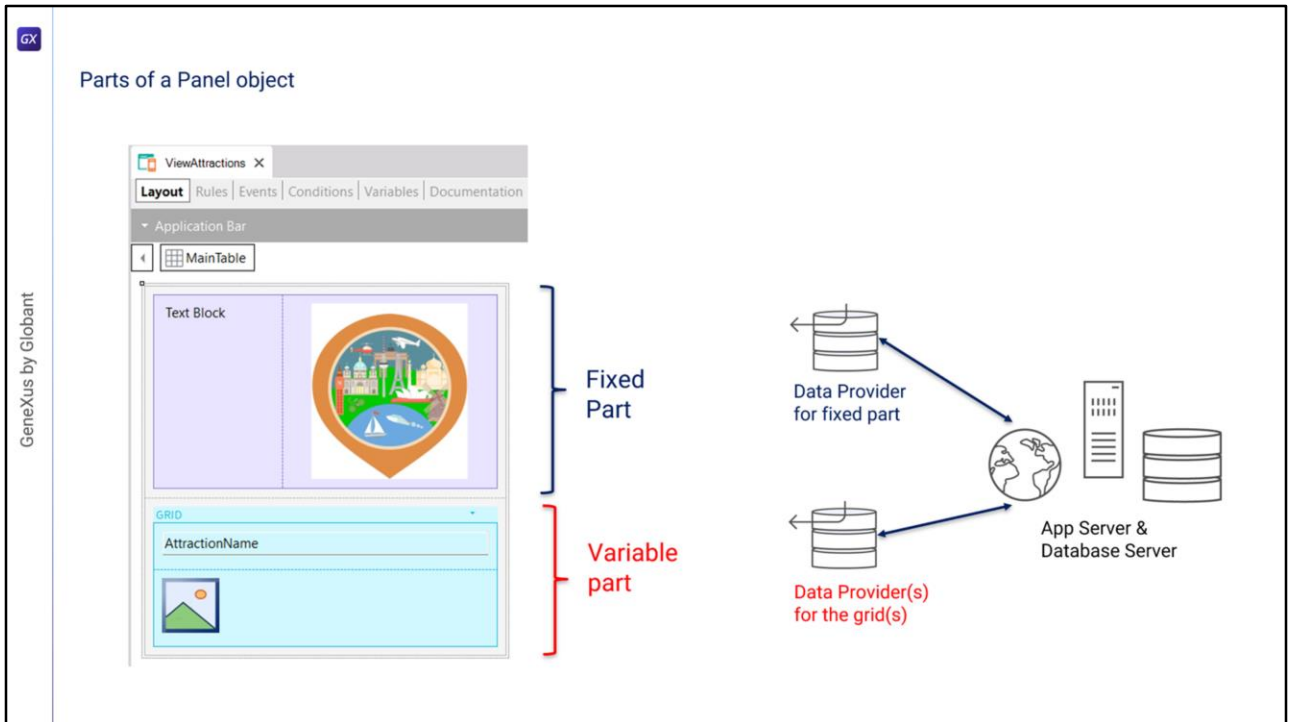 GX
Parts of a Panel object
GeneXus by Globant
ViewAttractions
Layout Rules Events Conditions Variables Documentation
Application Bar
MainTable
Text Block
Fixed
Part
GRID
AttractionName
Variable
part
Data Provider
for fixed part
Data Provider(s)
for the grid(s)
App Server &
Database Server